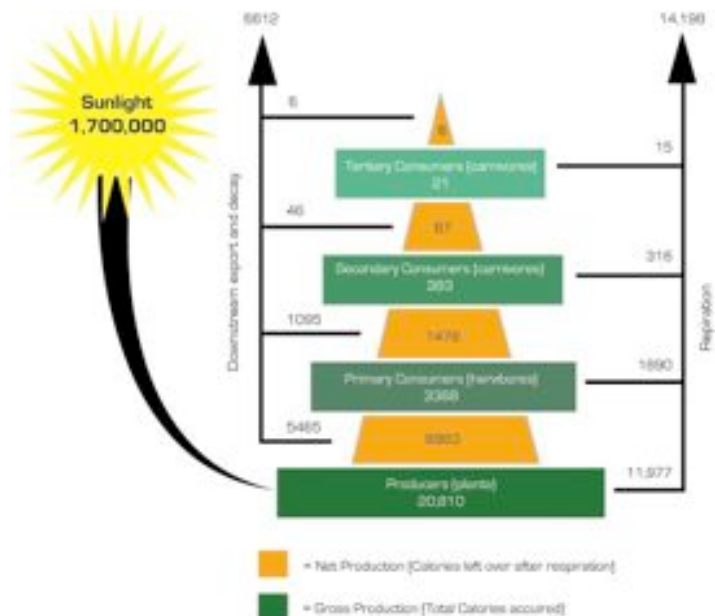 6612
14,198
Sunlight
1,700,000
6
6
15
Tertiary Consumers (carnivores)
21
46
67
316
Secondary Consumers (carnivores)
383
Downstream export and decay
Respiration
1095
1478
1890
Primary Consumers (herbivores)
3368
5465
11,977
Producers (plants)
20,810
= Net Production (Calories left over after respiration)
= Gross Production (Total Calories accured)